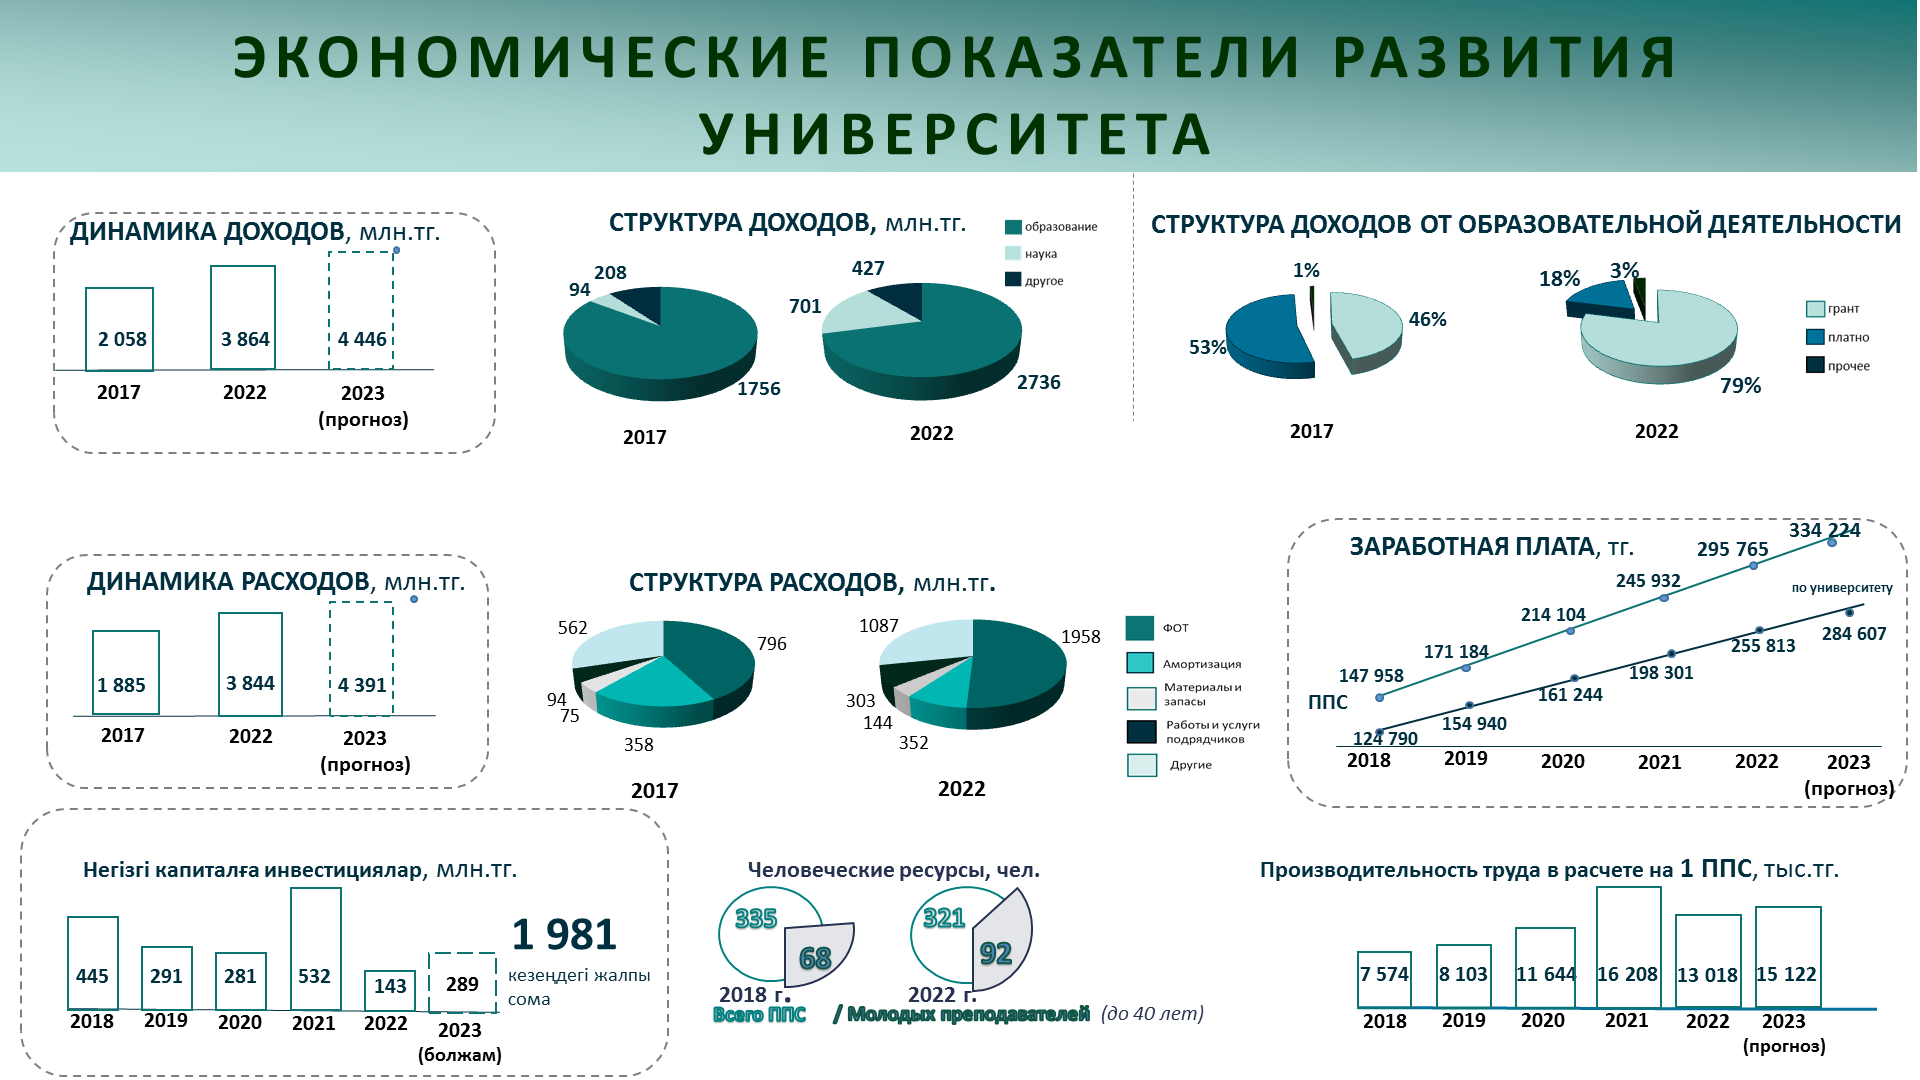 ЭКОНОМИЧЕСКИЕ ПОКАЗАТЕЛИ РАЗВИТИЯ
УНИВЕРСИТЕТА
ДИНАМИКА ДОХОДОВ, МЛН.ТГ.
2 058
3 864
4 446
2017
2022
2023
(прогноз)
СТРУКТУРА ДОХОДОВ, МЛН.ТГ.
образование
наука
другое
208
94
1756
2017
427
701
2736
2022
СТРУКТУРА ДОХОДОВ ОТ ОБРАЗОВАТЕЛЬНОЙ ДЕЯТЕЛЬНОСТИ
1%
46%
53%
2017
3%
18%
79%
2022
грант
платно
прочее
ДИНАМИКА РАСХОДОВ, МЛН.ТГ.
1 885
3 844
4 391
2017
2022
2023
(прогноз)
СТРУКТУРА РАСХОДОВ, МЛН.ТГ.
562
796
94
75
358
2017
1087
1958
303
144
352
2022
ФОТ
Амортизация
Материалы и
запасы
Работы и услуги
подрядчиков
Другие
ЗАРАБОТНАЯ ПЛАТА, ТГ.
334 224
295 765
245 932
214 104
171 184
147 958
ППС
по университету
284 607
255 813
198 301
161 244
154 940
124 790
2018
2019
2020
2021
2022
2023
(прогноз)
Негізгі капиталға инвестициялар, МЛН.ТГ.
445
291
281
532
143
289
2018
2019
2020
2021
2022
2023
(болжам)
1 981
кезеңдегі жалпы
сома
Человеческие ресурсы, чел.
335
68
321
92
2018 г.
2022 г.
Всего ППС / Молодых преподавателей (до 40 лет)
Производительность труда в расчете на 1 ППС, ТЫС.ТГ.
7 574
8 103
11 644
16 208
13 018
15 122
2018
2019
2020
2021
2022
2023
(прогноз)